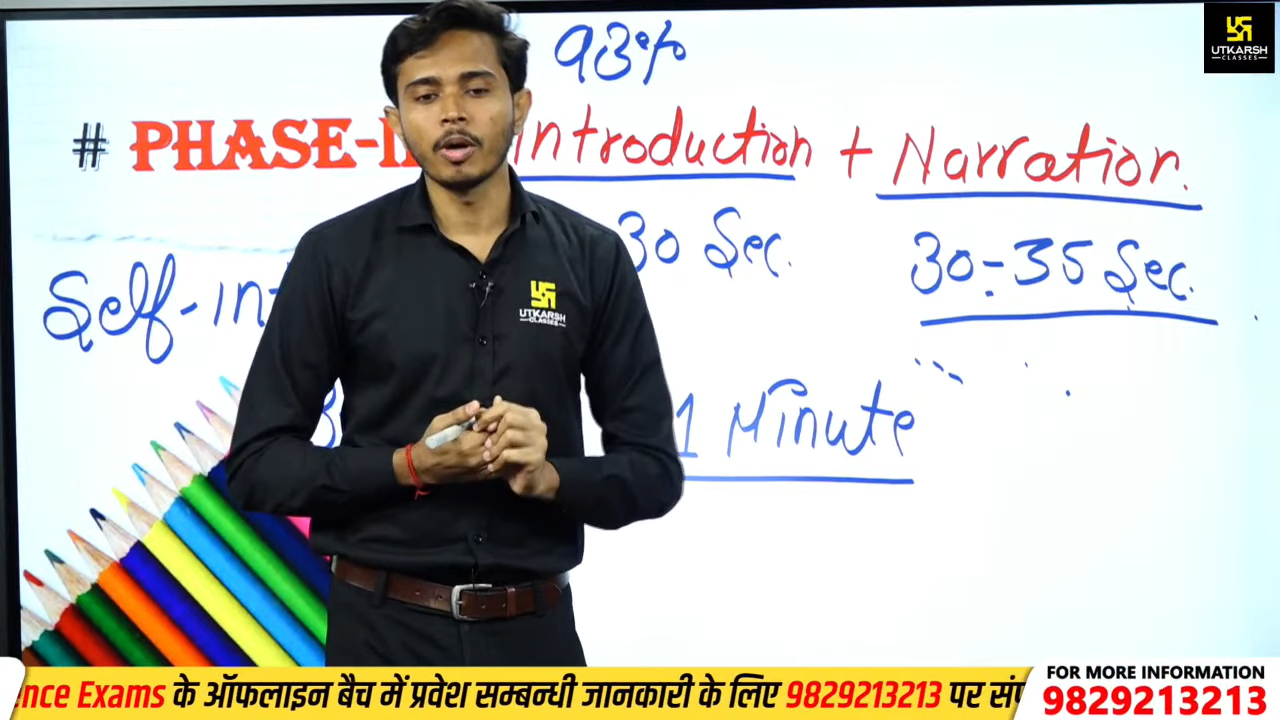 93%
UTKARSH
CLASSES
# PHASE-I Introduction + Narration.
Self-in 30 Sec. 30-35 Sec.
1 Minute
UTKARSH
CLASSES
ence Exams के ऑफलाइन बैच में प्रवेश सम्बन्धी जानकारी के लिए 9829213213 पर सं
FOR MORE INFORMATION
9829213213